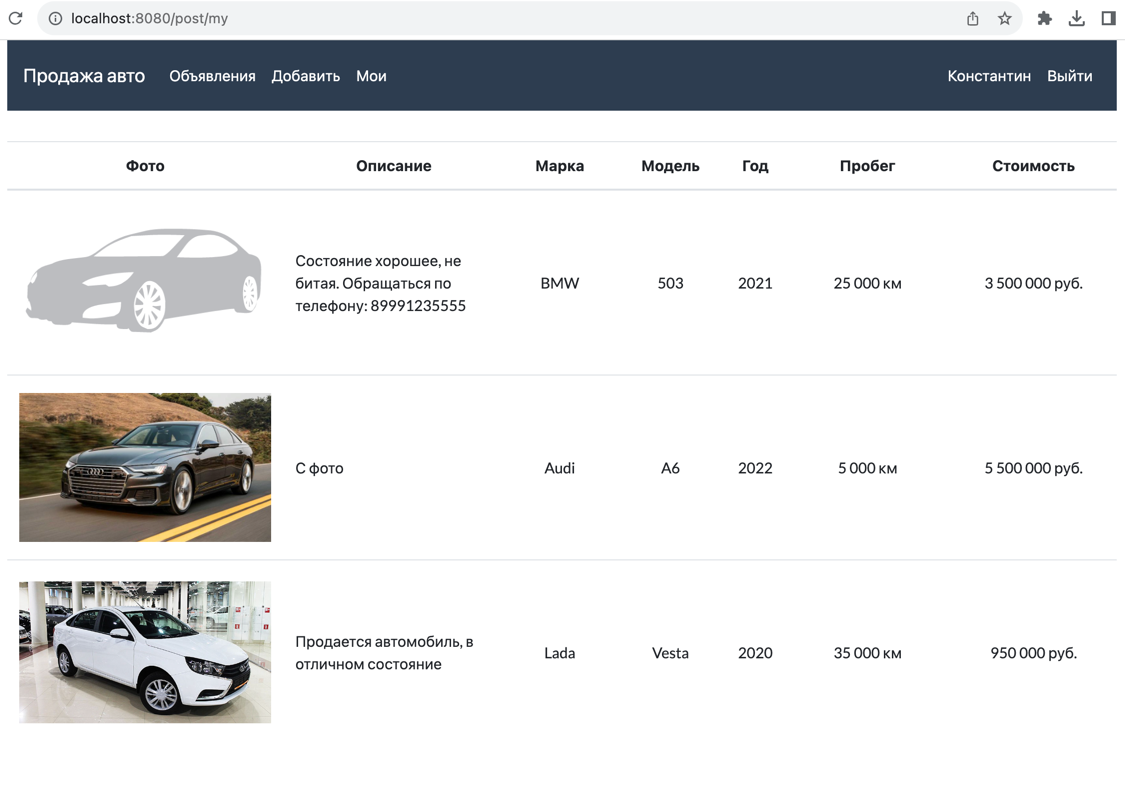 localhost:8080/post/my
Продажа авто Объявления Добавить Мои Константин Выйти
Фото Описание Марка Модель Год Пробег Стоимость
Состояние хорошее, не
битая. Обращаться по
телефону: 89991235555
BMW 503 2021 25 000 км 3 500 000 руб.
С фото Audi A6 2022 5 000 км 5 500 000 руб.
Продается автомобиль, в
отличном состояние
Lada Vesta 2020 35 000 км 950 000 руб.